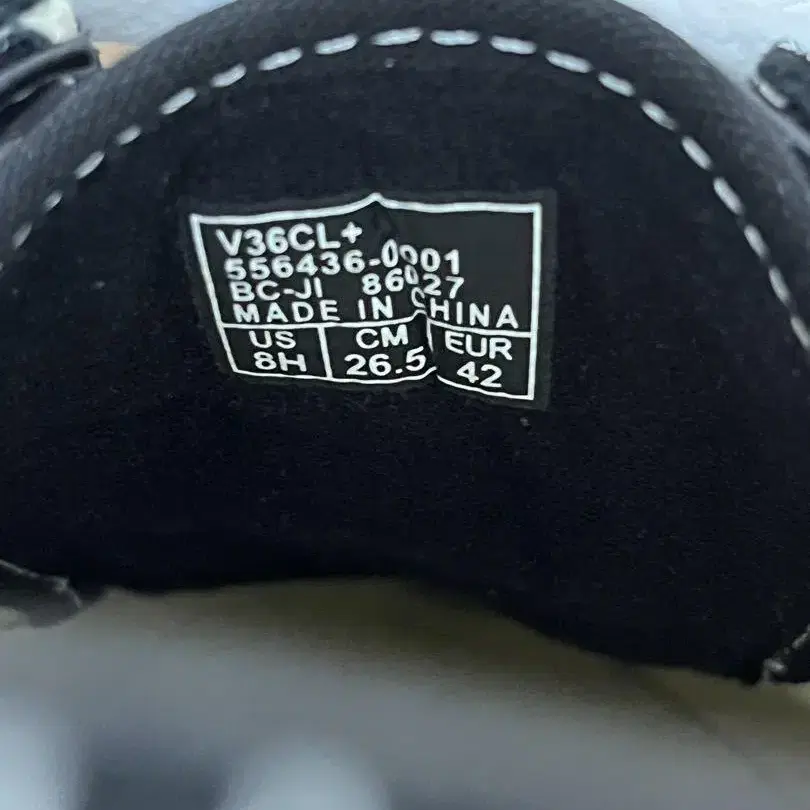 V36CL+
556436-0001
BC-JI 86027
MADE IN CHINA
US CM EUR
8H 26.5 42